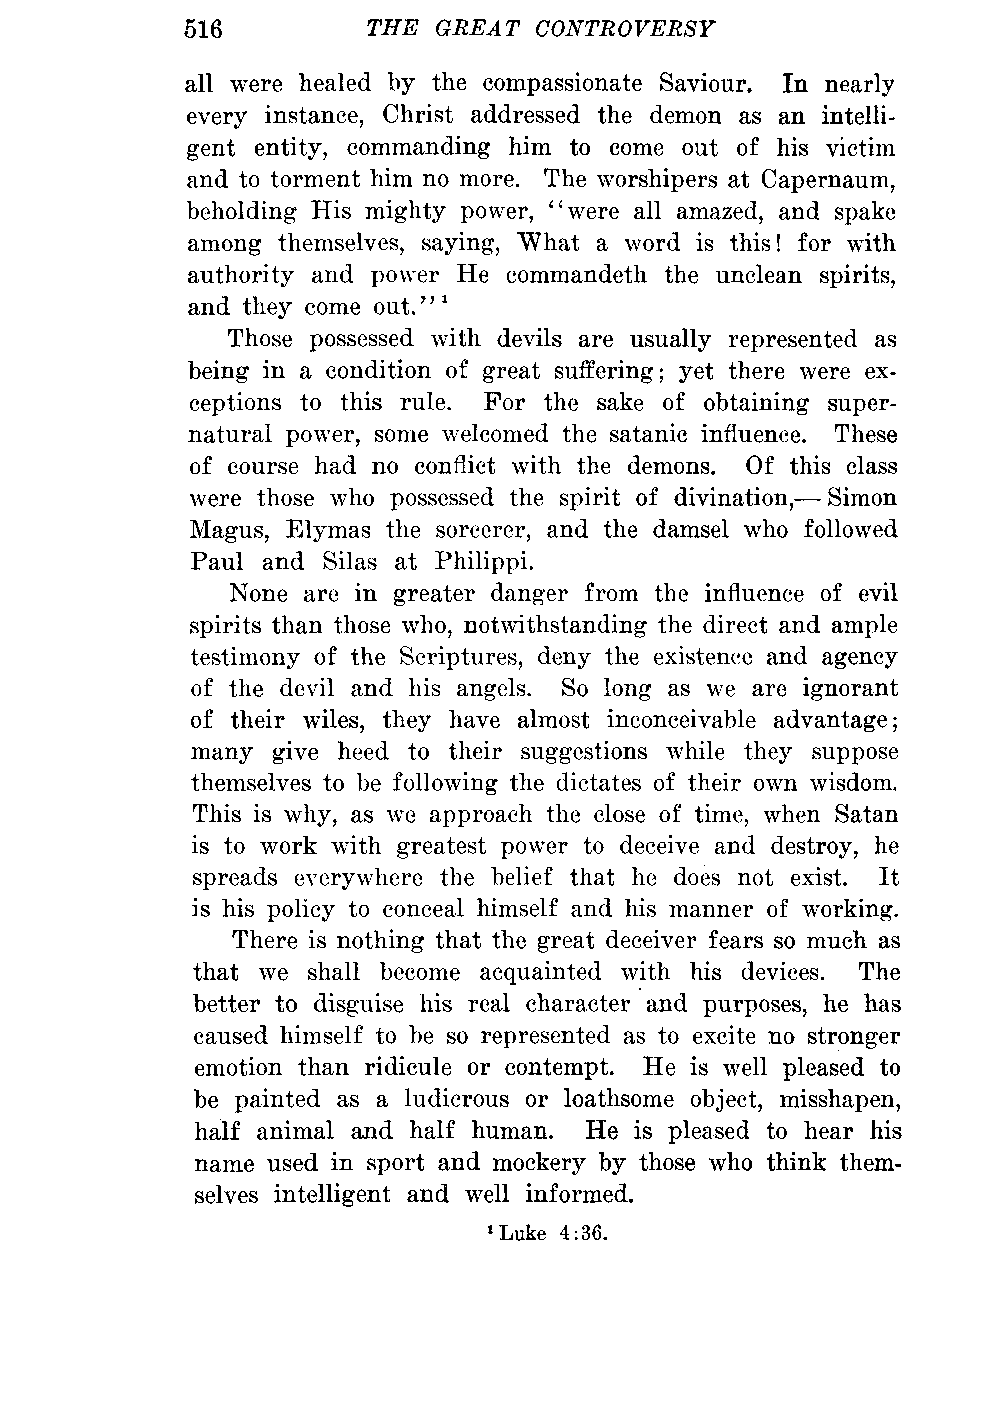 516 THE GREAT CONTROVERSY
all were healed by the compassionate Saviour. In nearly
every instance, Christ addressed the demon as an intelli-
gent entity, commanding him to come out of his victim
and to torment him no more. The worshipers at Capernaum,
beholding His mighty power, "were all amazed, and spake
among themselves, saying, What a word is this! for with
authority and power He commandeth the unclean spirits,
and they come out." ¹
Those possessed with devils are usually represented as
being in a condition of great suffering; yet there were ex-
ceptions to this rule. For the sake of obtaining super-
natural power, some welcomed the satanic influence. These
of course had no conflict with the demons. Of this class
were those who possessed the spirit of divination,— Simon
Magus, Elymas the sorcerer, and the damsel who followed
Paul and Silas at Philippi.
None are in greater danger from the influence of evil
spirits than those who, notwithstanding the direct and ample
testimony of the Scriptures, deny the existence and agency
of the devil and his angels. So long as we are ignorant
of their wiles, they have almost inconceivable advantage;
many give heed to their suggestions while they suppose
themselves to be following the dictates of their own wisdom.
This is why, as we approach the close of time, when Satan
is to work with greatest power to deceive and destroy, he
spreads everywhere the belief that he does not exist. It
is his policy to conceal himself and his manner of working.
There is nothing that the great deceiver fears so much as
that we shall become acquainted with his devices. The
better to disguise his real character and purposes, he has
caused himself to be so represented as to excite no stronger
emotion than ridicule or contempt. He is well pleased to
be painted as a ludicrous or loathsome object, misshapen,
half animal and half human. He is pleased to hear his
name used in sport and mockery by those who think them-
selves intelligent and well informed.
¹ Luke 4:36.